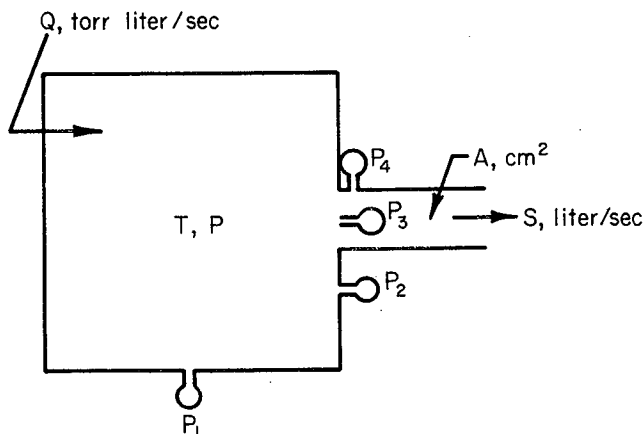 Q, torr liter/sec
P₄
A, cm²
T, P
P₃
S, liter/sec
P₂
P₁